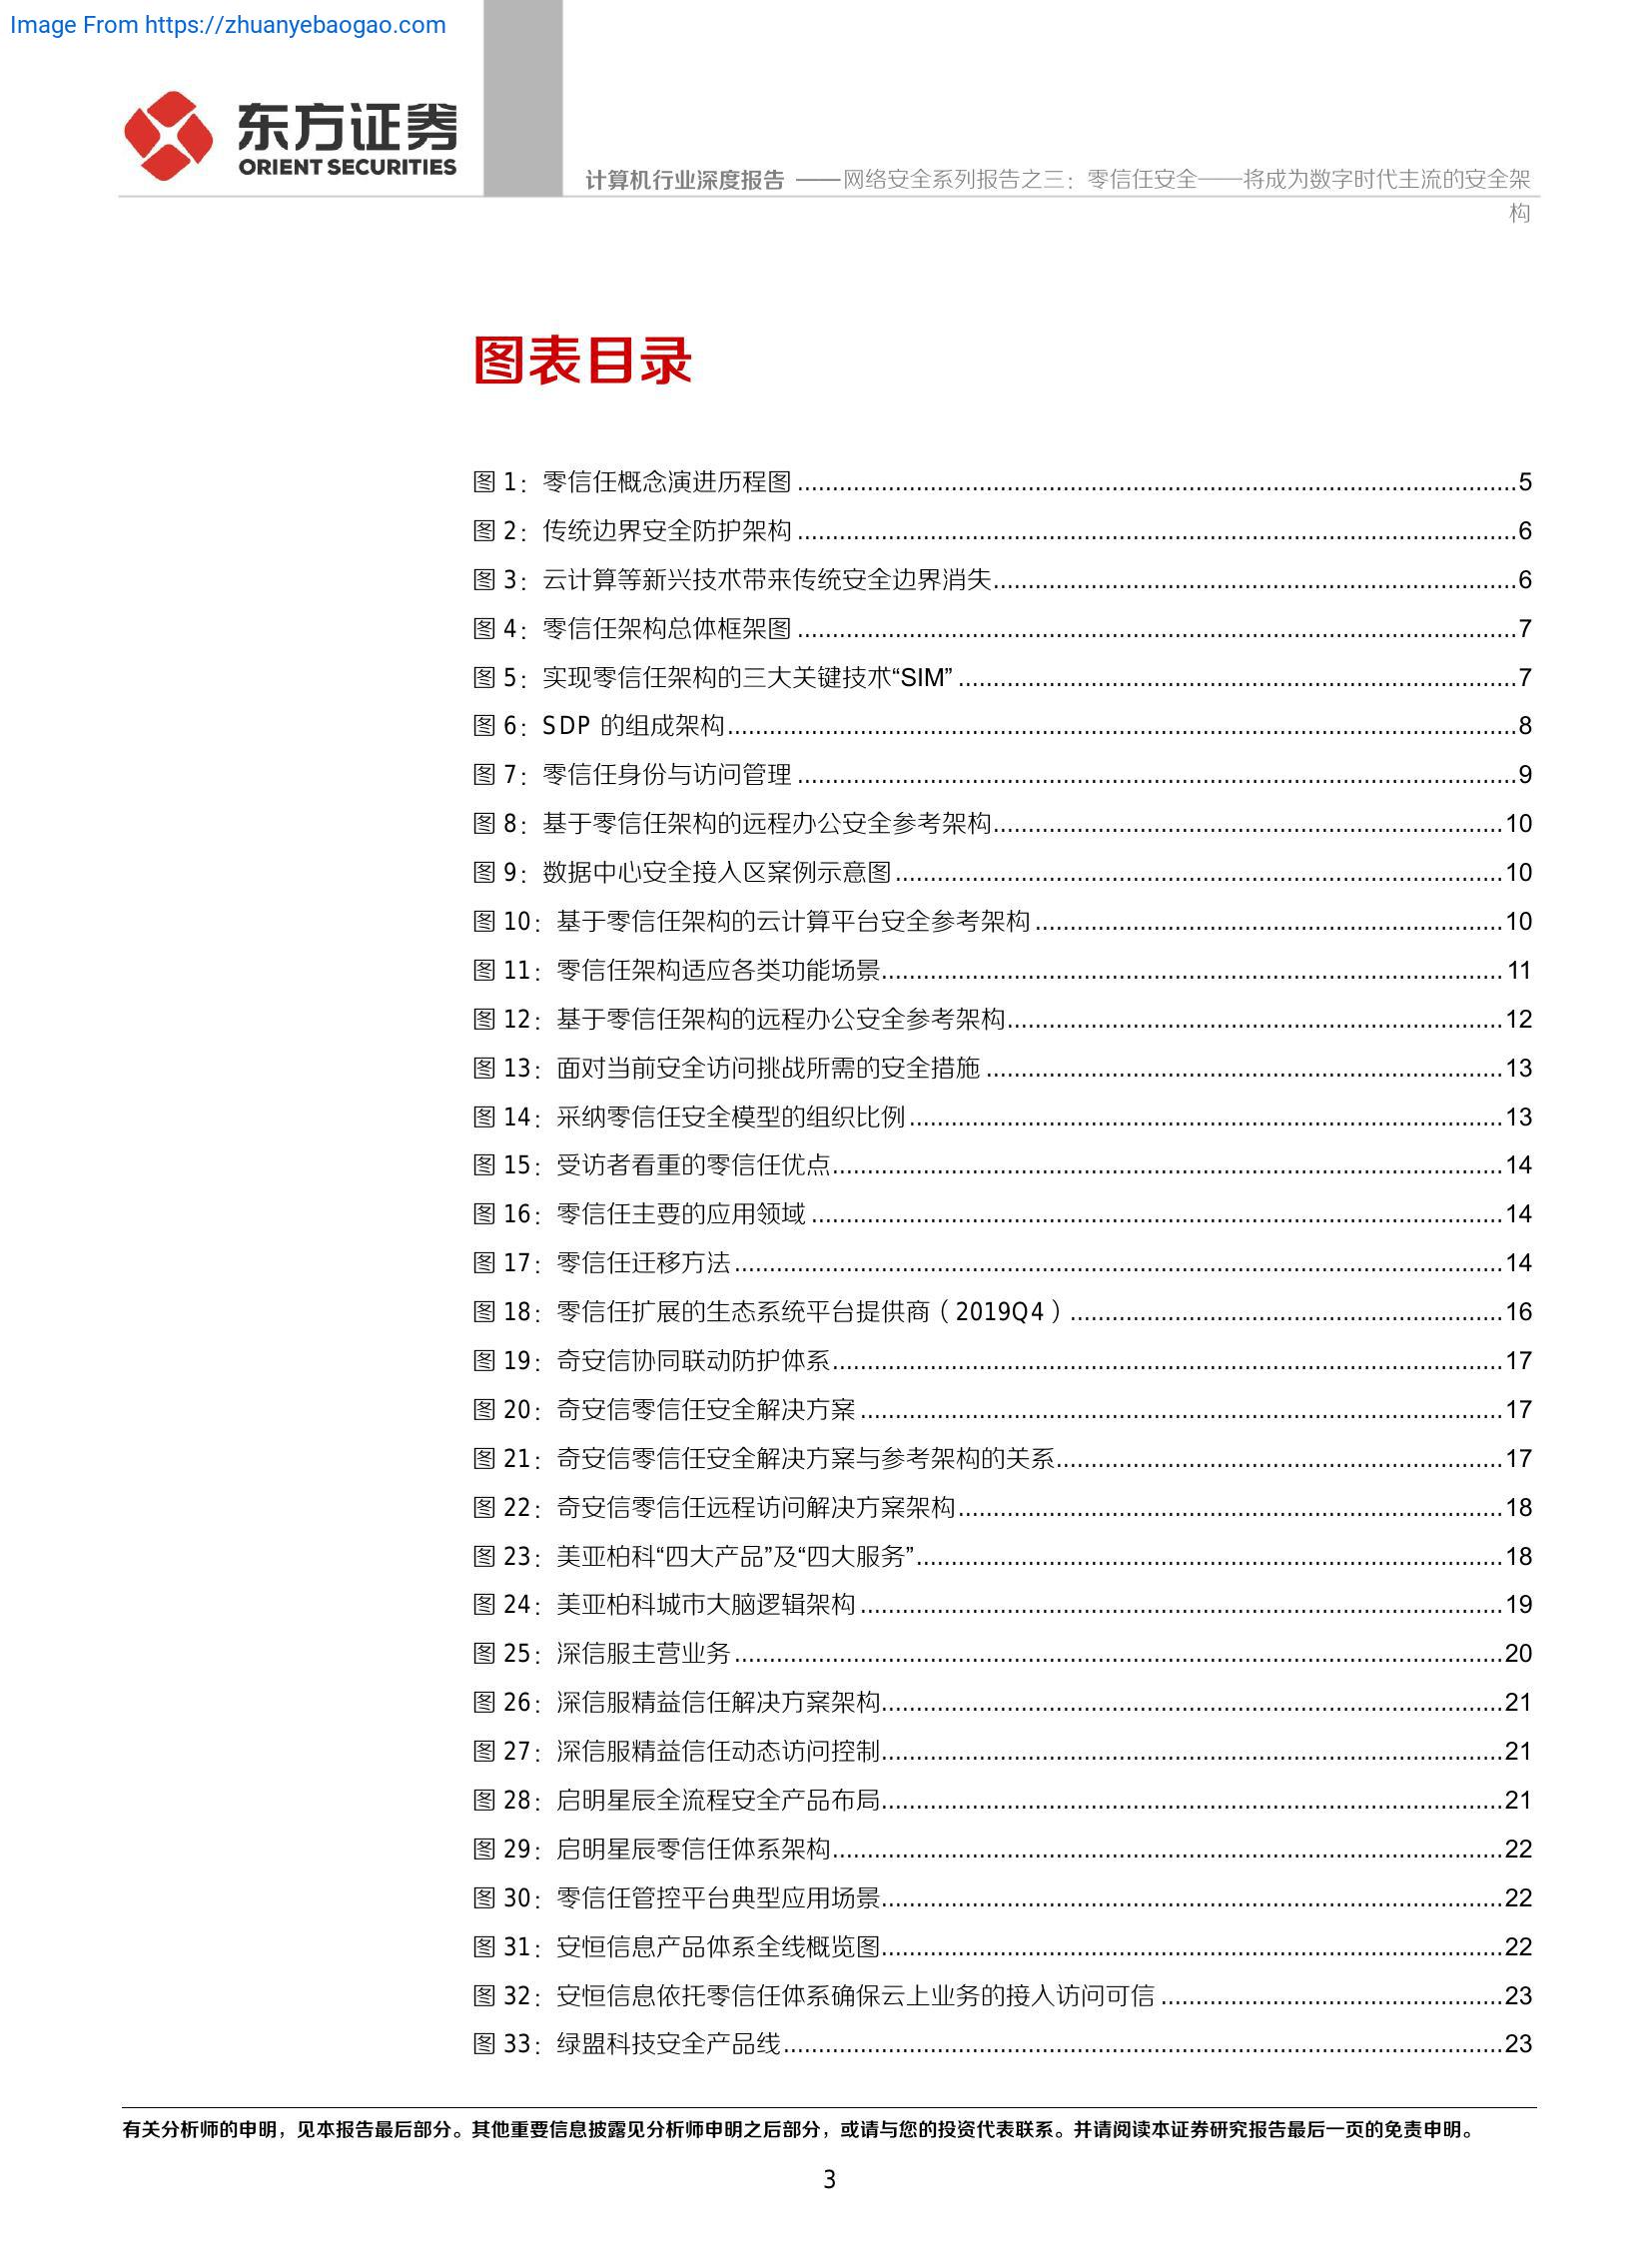 Image From https://zhuanyebaogao.com
东方证券
ORIENT SECURITIES
计算机行业深度报告 ——网络安全系列报告之三：零信任安全——将成为数字时代主流的安全架
构
图表目录
图 1：零信任概念演进历程图 ........................................ 5
图 2：传统边界安全防护架构 ........................................ 6
图 3：云计算等新兴技术带来传统安全边界消失 ........................................ 6
图 4：零信任架构总体框架图 ........................................ 7
图 5：实现零信任架构的三大关键技术“SIM” ........................................ 7
图 6：SDP 的组成架构 ........................................ 8
图 7：零信任身份与访问管理 ........................................ 9
图 8：基于零信任架构的远程办公安全参考架构 ........................................ 10
图 9：数据中心安全接入区案例示意图 ........................................ 10
图 10：基于零信任架构的云计算平台安全参考架构 ........................................ 10
图 11：零信任架构适应各类功能场景 ........................................ 11
图 12：基于零信任架构的远程办公安全参考架构 ........................................ 12
图 13：面对当前安全访问挑战所需的安全措施 ........................................ 13
图 14：采纳零信任安全模型的组织比例 ........................................ 13
图 15：受访者看重的零信任优点 ........................................ 14
图 16：零信任主要的应用领域 ........................................ 14
图 17：零信任迁移方法 ........................................ 14
图 18：零信任扩展的生态系统平台提供商（2019Q4） ........................................ 16
图 19：奇安信协同联动防护体系 ........................................ 17
图 20：奇安信零信任安全解决方案 ........................................ 17
图 21：奇安信零信任安全解决方案与参考架构的关系 ........................................ 17
图 22：奇安信零信任远程访问解决方案架构 ........................................ 18
图 23：美亚柏科“四大产品”及“四大服务” ........................................ 18
图 24：美亚柏科城市大脑逻辑架构 ........................................ 19
图 25：深信服主营业务 ........................................ 20
图 26：深信服精益信任解决方案架构 ........................................ 21
图 27：深信服精益信任动态访问控制 ........................................ 21
图 28：启明星辰全流程安全产品布局 ........................................ 21
图 29：启明星辰零信任体系架构 ........................................ 22
图 30：零信任管控平台典型应用场景 ........................................ 22
图 31：安恒信息产品体系全线概览图 ........................................ 22
图 32：安恒信息依托零信任体系确保云上业务的接入访问可信 ........................................ 23
图 33：绿盟科技安全产品线 ........................................ 23
有关分析师的申明，见本报告最后部分。其他重要信息披露见分析师申明之后部分，或请与您的投资代表联系。并请阅读本证券研究报告最后一页的免责申明。
3